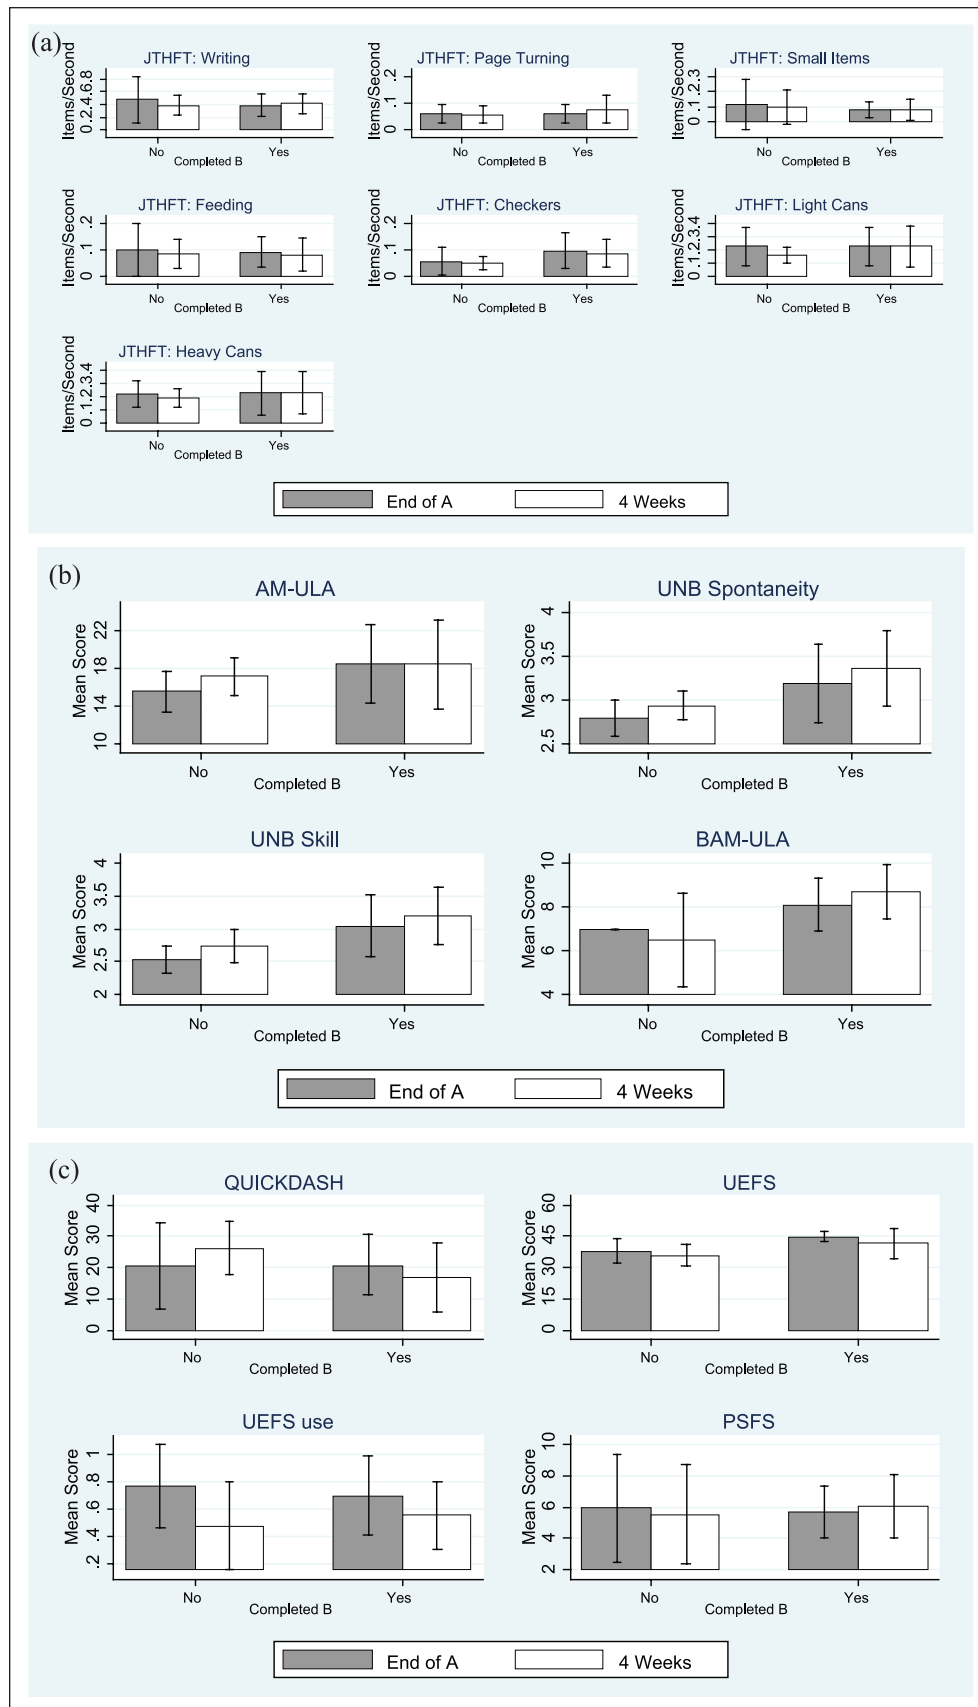 (a)
JTHFT: Writing
JTHFT: Page Turning
JTHFT: Small Items
Items/Second
0 .2 .4 .6 .8
0 .1 .2
0 .1 .2 .3
No Yes
No Yes
No Yes
Completed B
Completed B
Completed B
JTHFT: Feeding
JTHFT: Checkers
JTHFT: Light Cans
Items/Second
0 .1 .2
Items/Second
0 .1 .2
Items/Second
0 .1 .2 .3 .4
No Yes
No Yes
No Yes
Completed B
Completed B
Completed B
JTHFT: Heavy Cans
Items/Second
0 .1 .2 .3 .4
No Yes
Completed B
End of A 4 Weeks
(b)
AM-ULA
UNB Spontaneity
Mean Score
10 14 18 22
Mean Score
2.5 3 3.5 4
No Yes
No Yes
Completed B
Completed B
UNB Skill
BAM-ULA
Mean Score
2 2.5 3 3.5 4
Mean Score
4 6 8 10
No Yes
No Yes
Completed B
Completed B
End of A 4 Weeks
(c)
QUICKDASH
UEFS
Mean Score
0 10 20 30 40
Mean Score
0 15 30 45 60
No Yes
No Yes
Completed B
Completed B
UEFS use
PSFS
Mean Score
.2 .4 .6 .8 1
Mean Score
2 4 6 8 10
No Yes
No Yes
Completed B
Completed B
End of A 4 Weeks